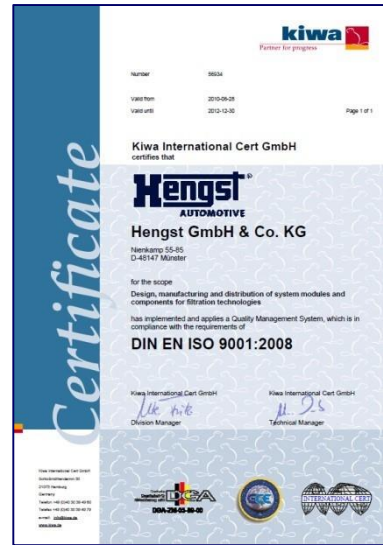 kiwa
Partner for progress
Number 56934
Valid from 2010-09-28
Valid until 2012-12-30
Page 1 of 1
Kiwa International Cert GmbH
certifies that
Hengst
AUTOMOTIVE
Hengst GmbH & Co. KG
Nienkamp 55-85
D-48147 Münster
for the scope
Design, manufacturing and distribution of system modules and
components for filtration technologies
has implemented and applies a Quality Management System, which is in
compliance with the requirements of
DIN EN ISO 9001:2008
Kiwa International Cert GmbH
Kiwa International Cert GmbH
Division Manager
Technical Manager
Certificate
Kiwa International Cert GmbH
Germany
DGA
INTERNATIONAL CERT